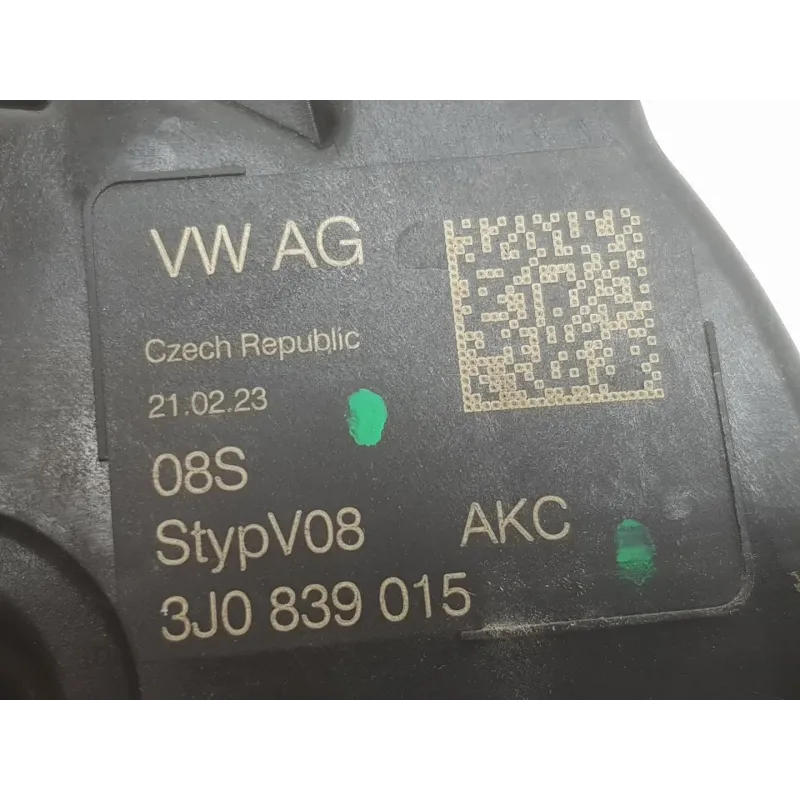 VW AG
Czech Republic
21.02.23
08S
StypV08 AKC
3J0 839 015